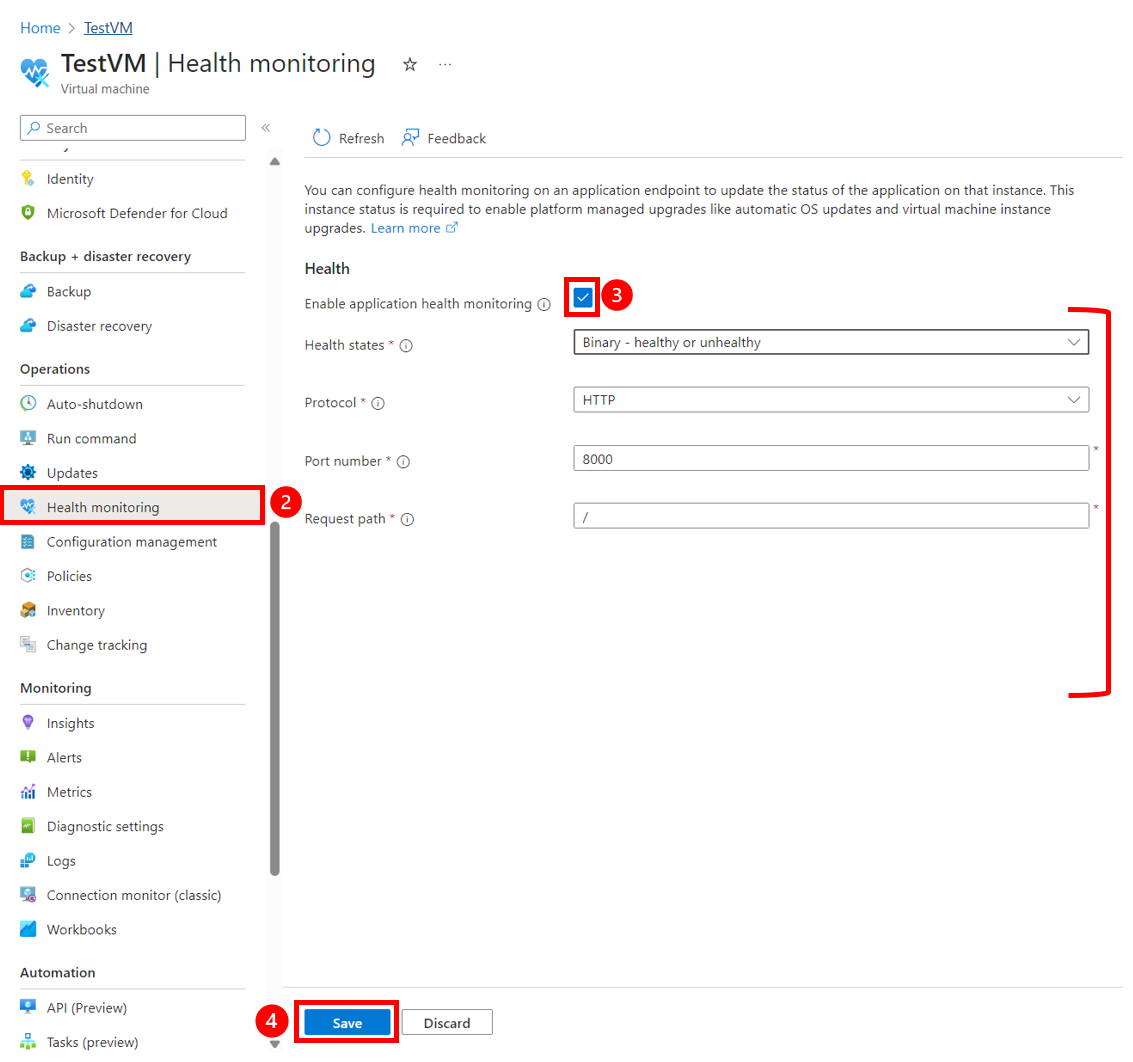 Home > TestVM
TestVM | Health monitoring ☆ ...
Virtual machine
Search «
Identity
Microsoft Defender for Cloud
Backup + disaster recovery
Backup
Disaster recovery
Operations
Auto-shutdown
Run command
Updates
Health monitoring
2
Configuration management
Policies
Inventory
Change tracking
Monitoring
Insights
Alerts
Metrics
Diagnostic settings
Logs
Connection monitor (classic)
Workbooks
Automation
API (Preview)
Tasks (preview)
Refresh Feedback
You can configure health monitoring on an application endpoint to update the status of the application on that instance. This
instance status is required to enable platform managed upgrades like automatic OS updates and virtual machine instance
upgrades. Learn more
Health
Enable application health monitoring 3
Health states * Binary - healthy or unhealthy
Protocol * HTTP
Port number * 8000 *
Request path * / *
4 Save Discard